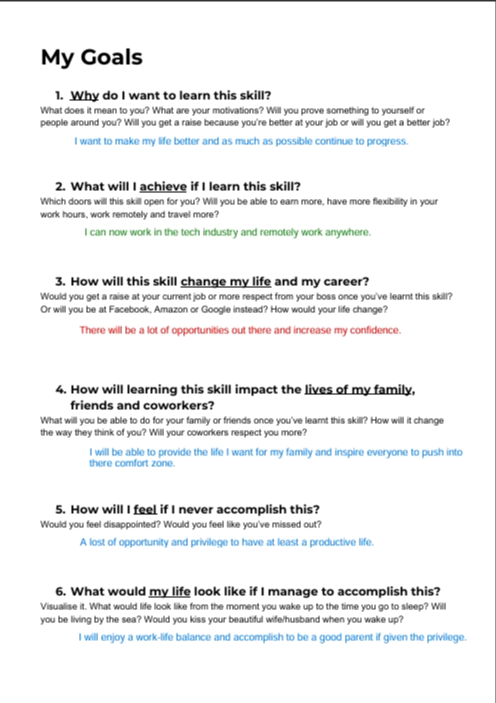 My Goals
1. Why do I want to learn this skill?
What does it mean to you? What are your motivations? Will you prove something to yourself or
people around you? Will you get a raise because you're better at your job or will you get a better job?
I want to make my life better and as much as possible continue to progress.
2. What will I achieve if I learn this skill?
Which doors will this skill open for you? Will you be able to earn more, have more flexibility in your
work hours, work remotely and travel more?
I can now work in the tech industry and remotely work anywhere.
3. How will this skill change my life and my career?
Would you get a raise at your current job or more respect from your boss once you've learnt this skill?
Or will you be at Facebook, Amazon or Google instead? How would your life change?
There will be a lot of opportunities out there and increase my confidence.
4. How will learning this skill impact the lives of my family,
friends and coworkers?
What will you be able to do for your family or friends once you've learnt this skill? How will it change
the way they think of you? Will your coworkers respect you more?
I will be able to provide the life I want for my family and inspire everyone to push into
there comfort zone.
5. How will I feel if I never accomplish this?
Would you feel disappointed? Would you feel like you've missed out?
A lost of opportunity and privilege to have at least a productive life.
6. What would my life look like if I manage to accomplish this?
Visualise it. What would life look like from the moment you wake up to the time you go to sleep? Will
you be living by the sea? Would you kiss your beautiful wife/husband when you wake up?
I will enjoy a work-life balance and accomplish to be a good parent if given the privilege.